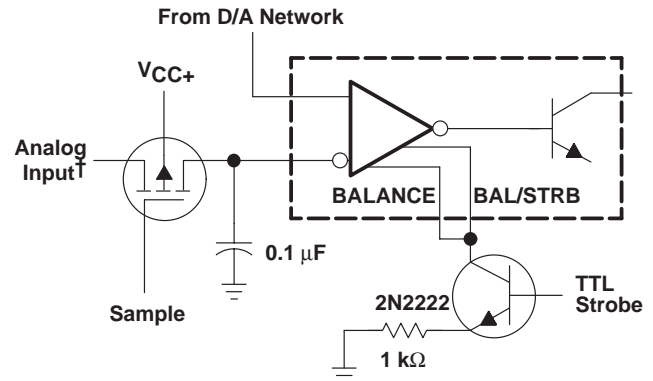 From D/A Network
VCC+
Analog
Input†
BALANCE
BAL/STRB
0.1 μF
Sample
2N2222
TTL
Strobe
1 kΩ